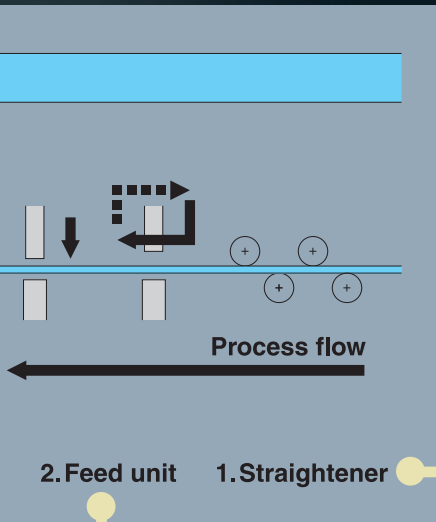 Process flow
2. Feed unit
1. Straightener